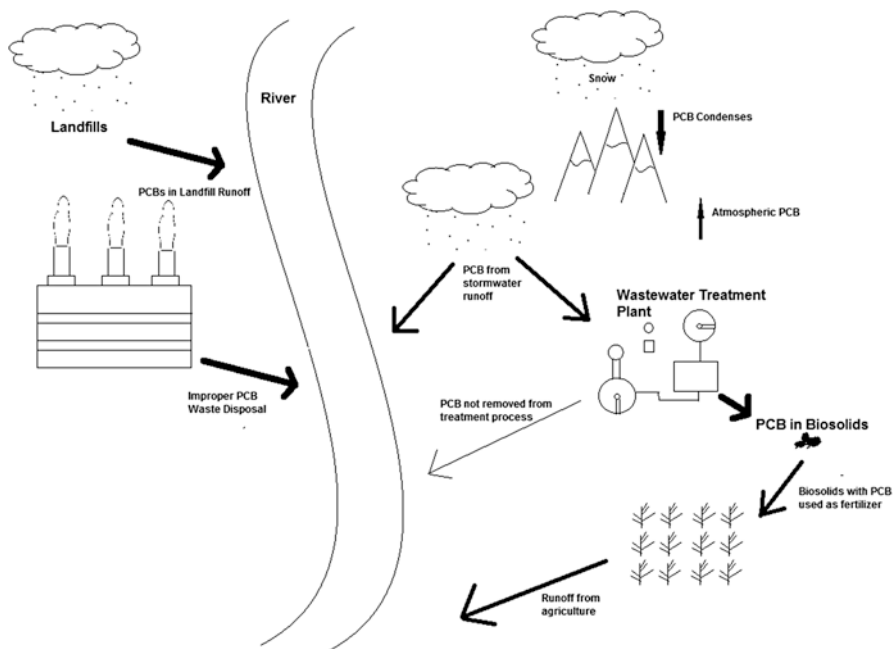 Snow
River
PCB Condenses
Landfills
PCBs in Landfill Runoff
Atmospheric PCB
PCB from
stormwater
runoff
Wastewater Treatment
Plant
Improper PCB
Waste Disposal
PCB not removed from
treatment process
PCB in Biosolids
Biosolids with PCB
used as fertilizer
Runoff from
agriculture